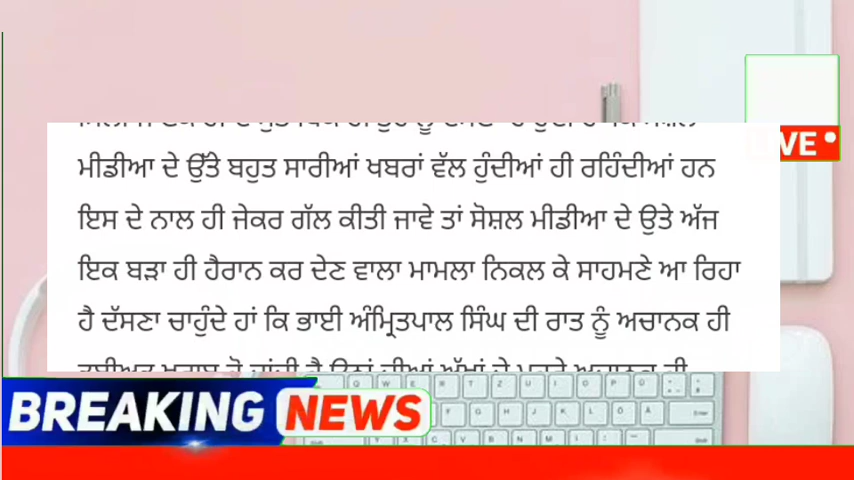 ਮੀਡੀਆ ਦੇ ਉੱਤੇ ਬਹੁਤ ਸਾਰੀਆਂ ਖਬਰਾਂ ਵੱਲ ਹੁੰਦੀਆਂ ਹੀ ਰਹਿੰਦੀਆਂ ਹਨ
ਇਸ ਦੇ ਨਾਲ ਹੀ ਜੇਕਰ ਗੱਲ ਕੀਤੀ ਜਾਵੇ ਤਾਂ ਸੋਸ਼ਲ ਮੀਡੀਆ ਦੇ ਉਤੇ ਅੱਜ
ਇਕ ਬੜਾ ਹੀ ਹੈਰਾਨ ਕਰ ਦੇਣ ਵਾਲਾ ਮਾਮਲਾ ਨਿਕਲ ਕੇ ਸਾਹਮਣੇ ਆ ਰਿਹਾ
ਹੈ ਦੱਸਣਾ ਚਾਹੁੰਦੇ ਹਾਂ ਕਿ ਭਾਈ ਅੰਮ੍ਰਿਤਪਾਲ ਸਿੰਘ ਦੀ ਰਾਤ ਨੂੰ ਅਚਾਨਕ ਹੀ
BREAKING NEWS